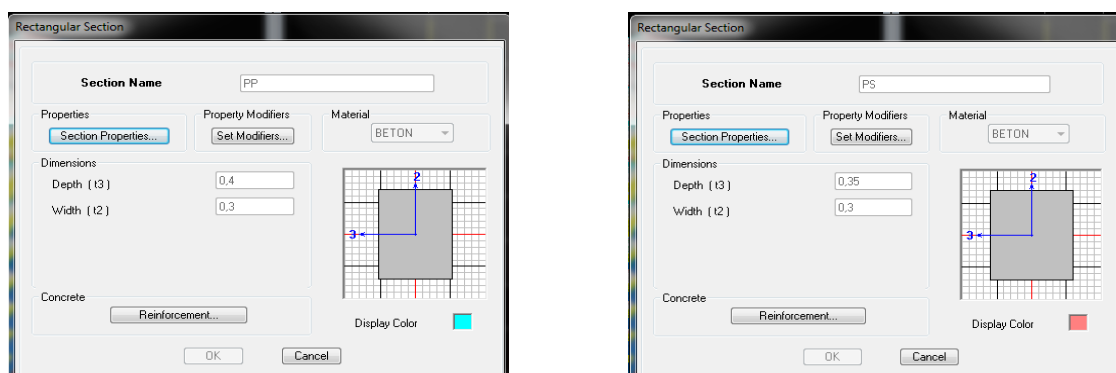 Rectangular Section
Section Name PP
Properties Property Modifiers Material
Section Properties... Set Modifiers... BETON
Dimensions
Depth ( t3 ) 0,4
Width ( t2 ) 0,3
2
3
Concrete
Reinforcement...
Display Color
OK Cancel
Rectangular Section
Section Name PS
Properties Property Modifiers Material
Section Properties... Set Modifiers... BETON
Dimensions
Depth ( t3 ) 0,35
Width ( t2 ) 0,3
2
3
Concrete
Reinforcement...
Display Color
OK Cancel